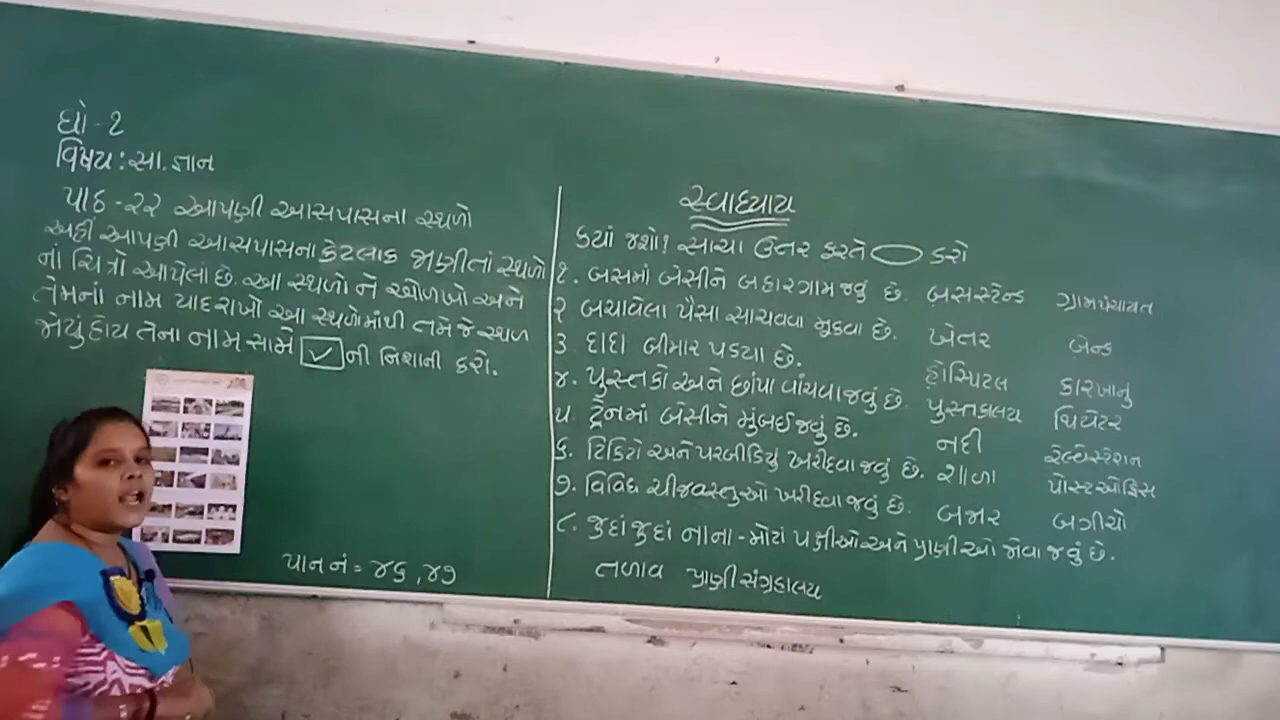 ધો - ૨
વિષય : સા. જ્ઞાન
પાઠ - ૨૨ આપણી આસપાસના સ્થળો
અહીં આપણી આસપાસના કેટલાક જાણીતાં સ્થળો
નાં ચિત્રો આપેલાં છે. આ સ્થળો ને ઓળખો અને
તેમનાં નામ યાદ રાખો આ સ્થળોમાંથી તમે જે સ્થળ
જોયું હોય તેના નામ સામે ✓ ની નિશાની કરો.
પાન નં = ૪૬, ૪૭
સ્વાધ્યાય
કયાં જશો? સાચા ઉત્તર ફરતે ⬭ કરો
૧. બસમાં બેસીને બહારગામ જવું છે. બસસ્ટેન્ડ ગ્રામપંચાયત
૨ બચાવેલા પૈસા સાચવવા મુકવા છે. ખેતર બેન્ક
૩. દાદા બીમાર પડયા છે. હોસ્પિટલ કારખાનું
૪. પુસ્તકો અને છાંપા વાંચવા જવું છે. પુસ્તકાલય થિયેટર
૫. ટ્રેનમાં બેસીને મુંબઈ જવું છે. નદી રેલ્વેસ્ટેશન
૬. ટિકિટો અને પરબીડિયું ખરીદવા જવું છે. શાળા પોસ્ટઓફિસ
૭. વિવિધ ચીજવસ્તુઓ ખરીદવા જવું છે. બજાર બગીચો
૮. જુદાં જુદાં નાના - મોટાં પક્ષીઓ અને પ્રાણીઓ જોવા જવું છે.
તળાવ પ્રાણીસંગ્રહાલય